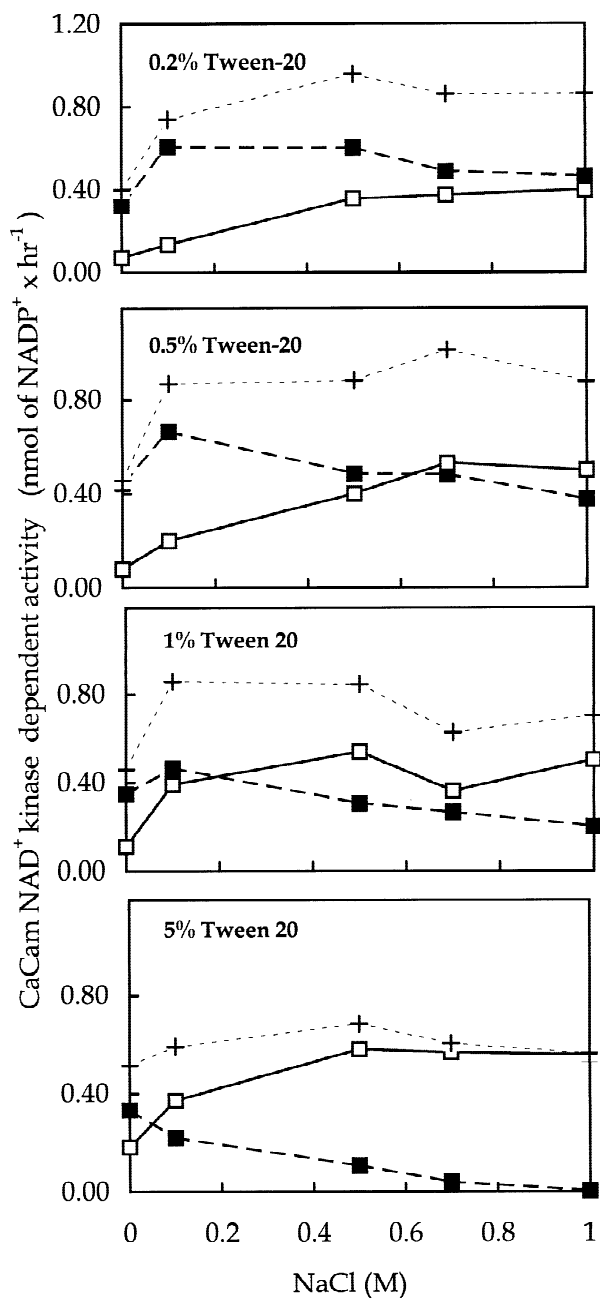 CaCam NAD+ kinase dependent activity (nmol of NADP+ x hr-1)
1.20
0.2% Tween-20
0.80
0.40
0.00
0.5% Tween-20
0.80
0.40
0.00
1% Tween 20
0.80
0.40
0.00
5% Tween 20
0.80
0.40
0.00
0 0.2 0.4 0.6 0.8 1
NaCl (M)